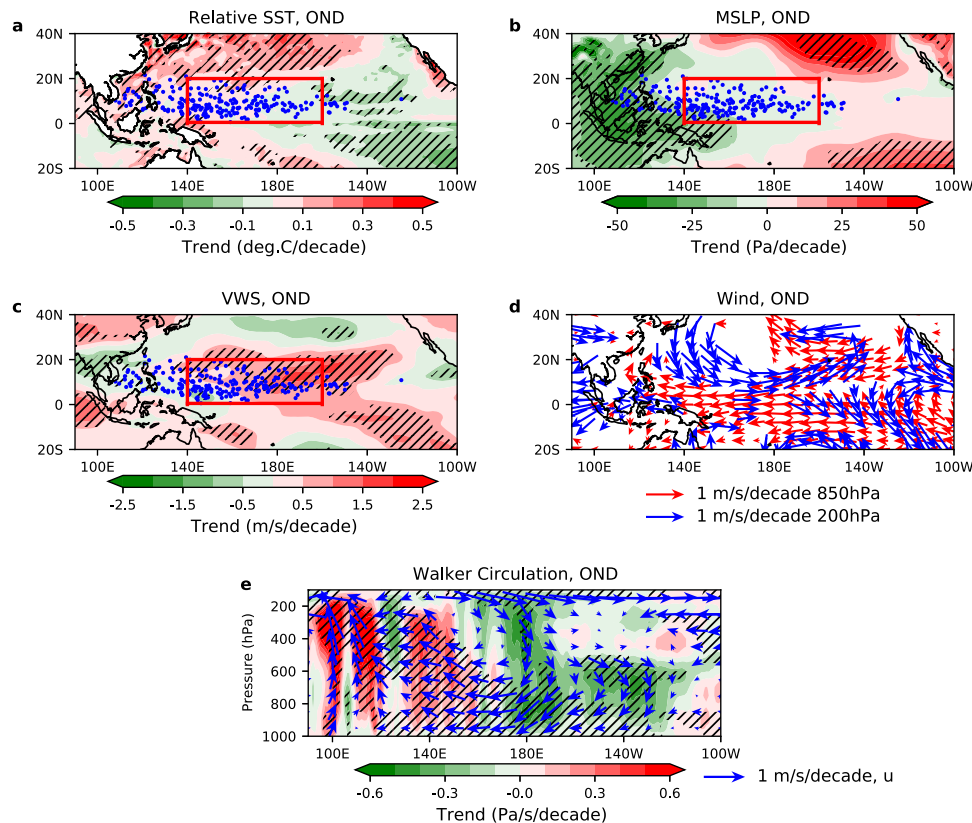 a Relative SST, OND
40N
20N
0
20S
100E 140E 180E 140W 100W
-0.5 -0.3 -0.1 0.1 0.3 0.5
Trend (deg.C/decade)
b MSLP, OND
40N
20N
0
20S
100E 140E 180E 140W 100W
-50 -25 0 25 50
Trend (Pa/decade)
c VWS, OND
40N
20N
0
20S
100E 140E 180E 140W 100W
-2.5 -1.5 -0.5 0.5 1.5 2.5
Trend (m/s/decade)
d Wind, OND
40N
20N
0
20S
100E 140E 180E 140W 100W
1 m/s/decade 850hPa
1 m/s/decade 200hPa
e Walker Circulation, OND
Pressure (hPa)
200
400
600
800
1000
100E 140E 180E 140W 100W
-0.6 -0.3 -0.0 0.3 0.6
Trend (Pa/s/decade)
1 m/s/decade, u